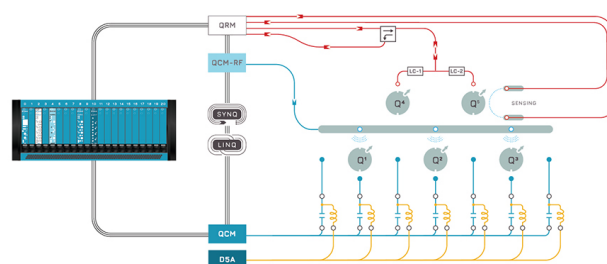 QRM
QCM-RF
LC-1
LC-2
Q⁴
Q⁵
SENSING
SYNQ
LINQ
Q¹
Q²
Q³
QCM
D5A